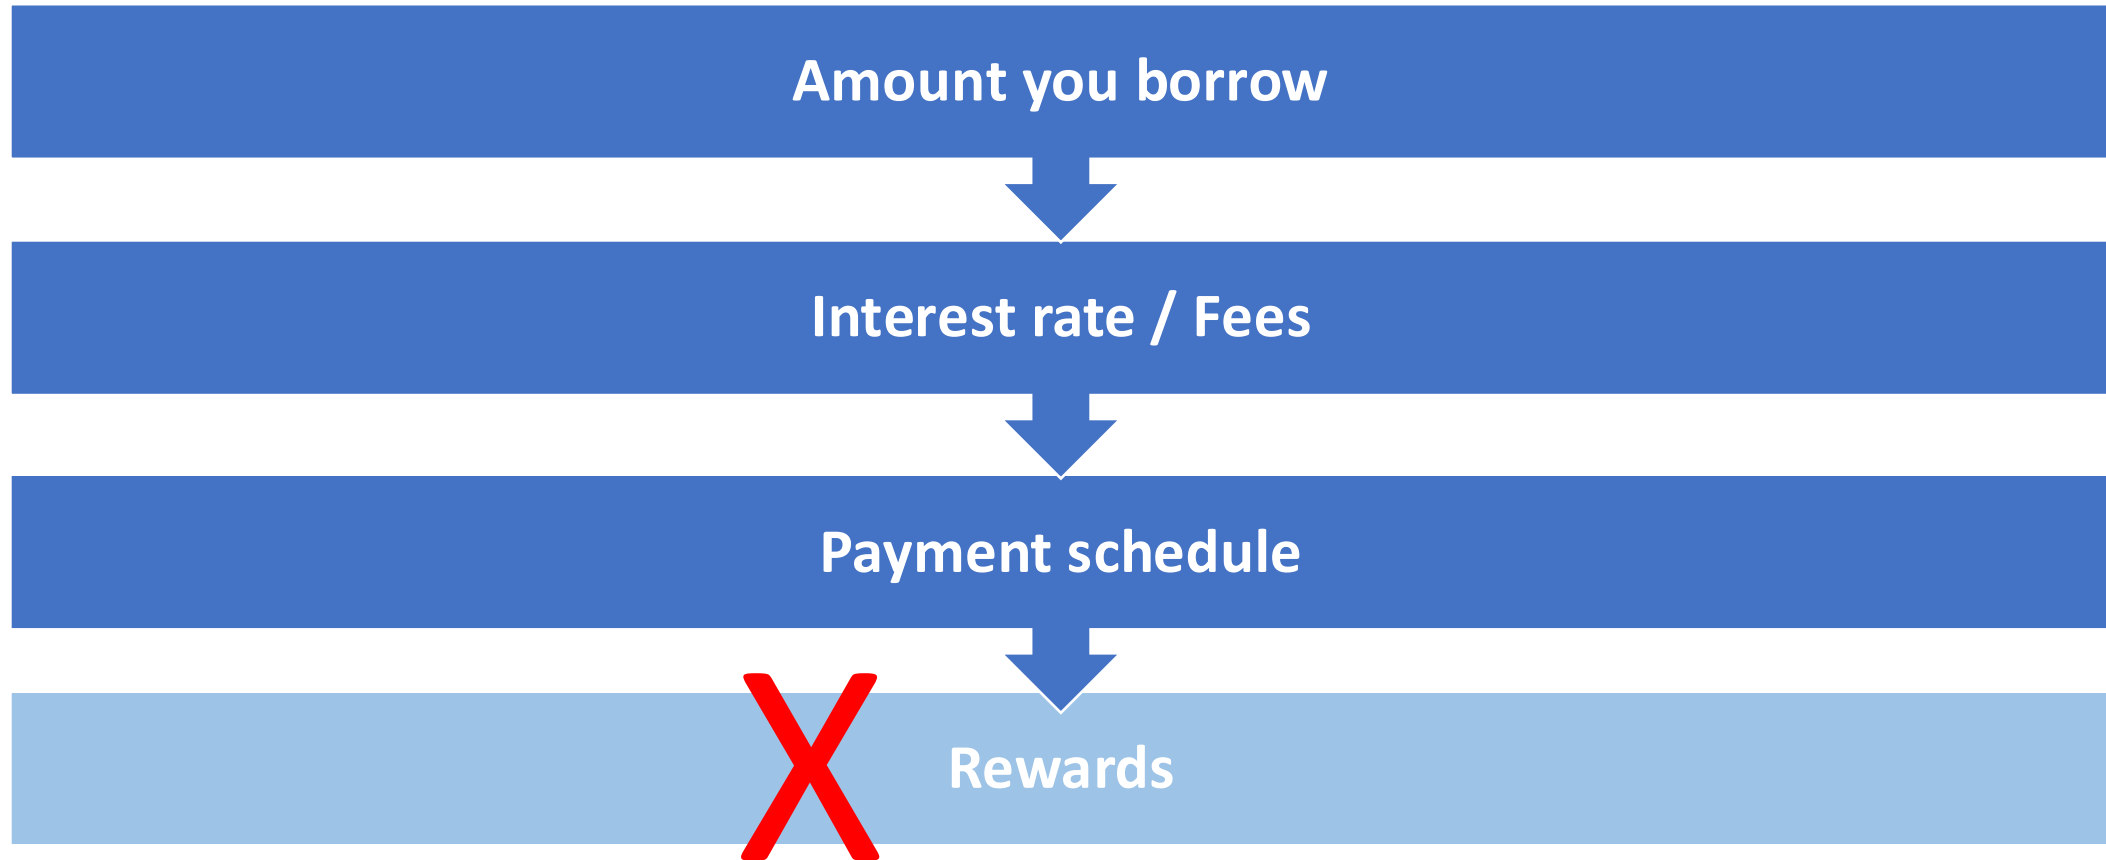 Amount you borrow
Interest rate / Fees
Payment schedule
X
Rewards